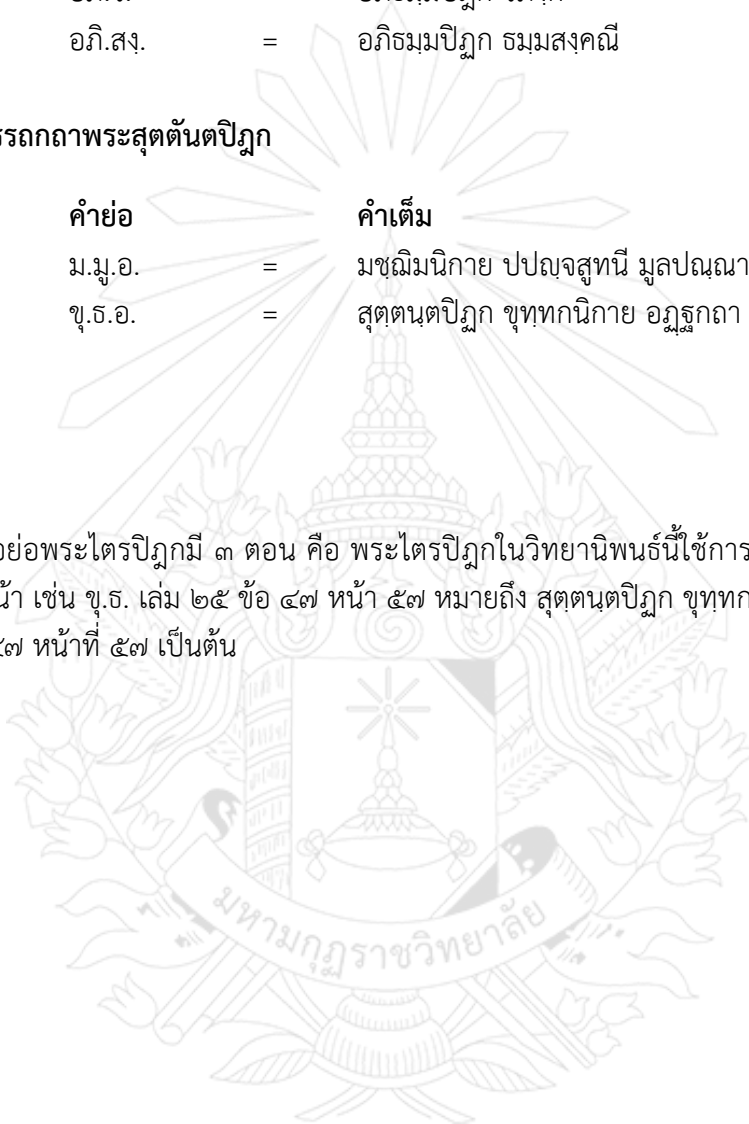 อภิ.สงฺ. = อภิธมฺมปิฏก ธมฺมสงฺคณี
รรถกถาพระสุตตันตปิฎก
คำย่อ คำเต็ม
ม.มู.อ. = มชฺฌิมนิกาย ปปญฺจสูทนี มูลปณฺณา
ขุ.ธ.อ. = สุตฺตนฺตปิฏก ขุทฺทกนิกาย อฏฺฐกถา
อย่อพระไตรปิฎกมี ๓ ตอน คือ พระไตรปิฎกในวิทยานิพนธ์นี้ใช้การ
น้า เช่น ขุ.ธ. เล่ม ๒๕ ข้อ ๔๗ หน้า ๕๗ หมายถึง สุตฺตนฺตปิฏก ขุทฺทก
๔๗ หน้าที่ ๕๗ เป็นต้น
มหามกุฏราชวิทยาลัย